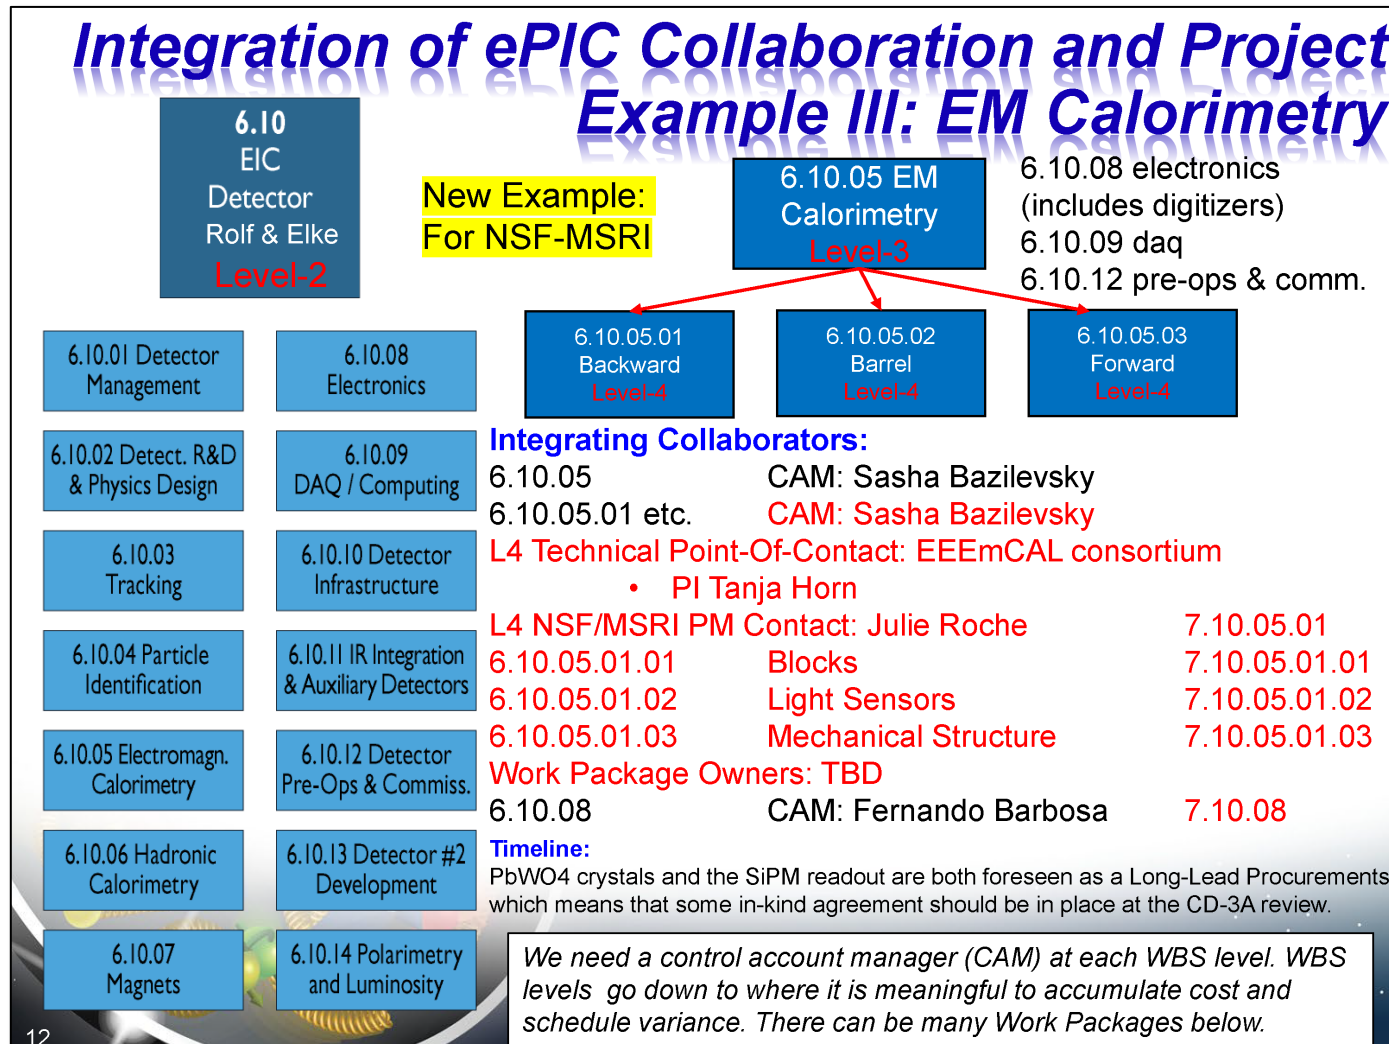 Integration of ePIC Collaboration and Project
Example III: EM Calorimetry
6.10
EIC
Detector
Rolf & Elke
Level-2
New Example:
For NSF-MSRI
6.10.05 EM
Calorimetry
Level-3
6.10.08 electronics
(includes digitizers)
6.10.09 daq
6.10.12 pre-ops & comm.
6.10.05.01
Backward
Level-4
6.10.05.02
Barrel
Level-4
6.10.05.03
Forward
Level-4
6.10.01 Detector
Management
6.10.08
Electronics
6.10.02 Detect. R&D
& Physics Design
6.10.09
DAQ / Computing
6.10.03
Tracking
6.10.10 Detector
Infrastructure
6.10.04 Particle
Identification
6.10.11 IR Integration
& Auxiliary Detectors
6.10.05 Electromagn.
Calorimetry
6.10.12 Detector
Pre-Ops & Commiss.
6.10.06 Hadronic
Calorimetry
6.10.13 Detector #2
Development
6.10.07
Magnets
6.10.14 Polarimetry
and Luminosity
Integrating Collaborators:
6.10.05 CAM: Sasha Bazilevsky
6.10.05.01 etc. CAM: Sasha Bazilevsky
L4 Technical Point-Of-Contact: EEEmCAL consortium
• PI Tanja Horn
L4 NSF/MSRI PM Contact: Julie Roche 7.10.05.01
6.10.05.01.01 Blocks 7.10.05.01.01
6.10.05.01.02 Light Sensors 7.10.05.01.02
6.10.05.01.03 Mechanical Structure 7.10.05.01.03
Work Package Owners: TBD
6.10.08 CAM: Fernando Barbosa 7.10.08
Timeline:
PbWO4 crystals and the SiPM readout are both foreseen as a Long-Lead Procurements
which means that some in-kind agreement should be in place at the CD-3A review.
We need a control account manager (CAM) at each WBS level. WBS
levels go down to where it is meaningful to accumulate cost and
schedule variance. There can be many Work Packages below.
12